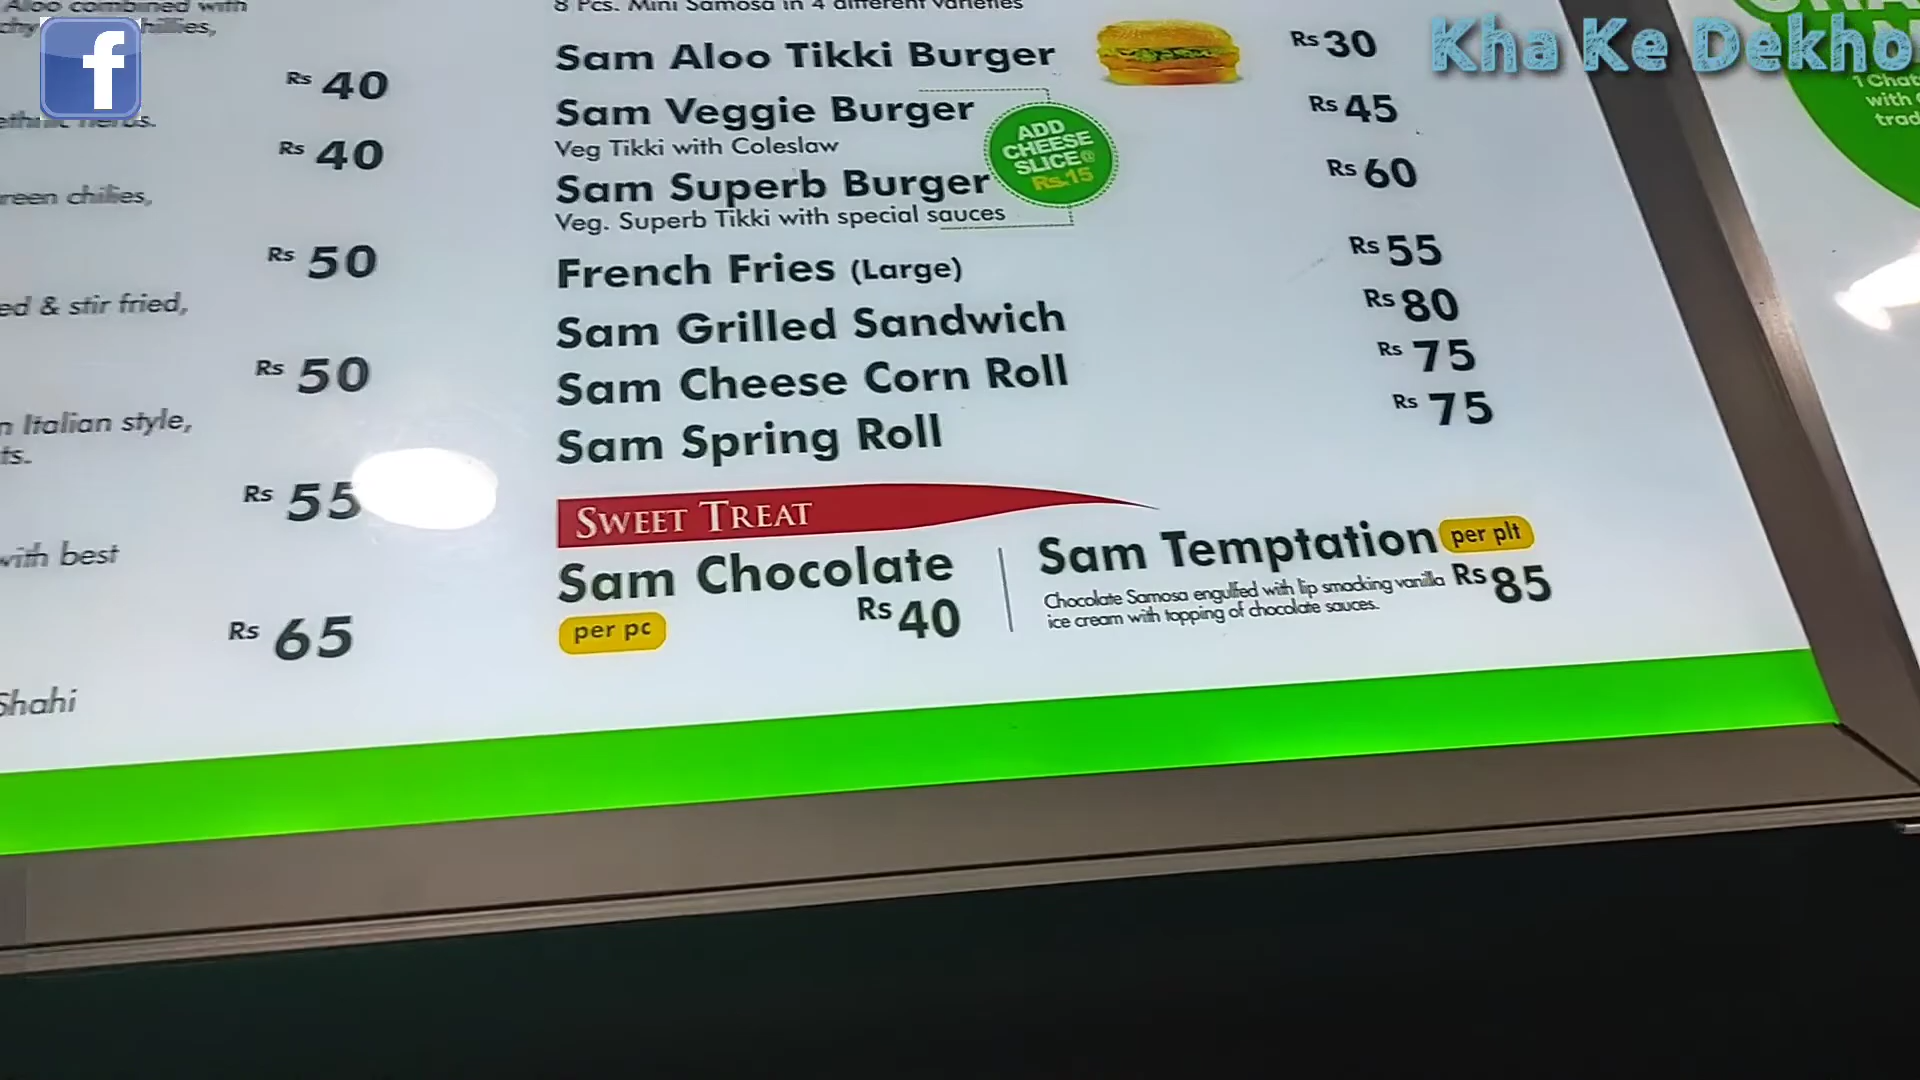 Aloo combined with
chillies,
Rs 40
herbs.
Rs 40
green chilies,
Rs 50
ed & stir fried,
Rs 50
n Italian style,
ts.
Rs 55
with best
Rs 65
Shahi
8 Pcs. Mini Samosa in 4 different varieties
Sam Aloo Tikki Burger Rs 30
Sam Veggie Burger Rs 45
Veg Tikki with Coleslaw
Sam Superb Burger Rs 60
Veg. Superb Tikki with special sauces
ADD
CHEESE
SLICE@
Rs.15
French Fries (Large) Rs 55
Sam Grilled Sandwich Rs 80
Sam Cheese Corn Roll Rs 75
Sam Spring Roll Rs 75
SWEET TREAT
Sam Chocolate
per pc Rs 40
Sam Temptation per plt
Chocolate Samosa engulfed with lip smacking vanilla Rs 85
ice cream with topping of chocolate sauces.
Kha Ke Dekho
1 Chat
with
trad
f